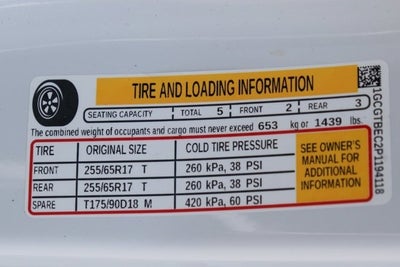 TIRE AND LOADING INFORMATION
SEATING CAPACITY TOTAL 5 FRONT 2 REAR 3
The combined weight of occupants and cargo must never exceed 653 kg or 1439 lbs.
TIRE ORIGINAL SIZE COLD TIRE PRESSURE
FRONT 255/65R17 T 260 kPa, 38 PSI
REAR 255/65R17 T 260 kPa, 38 PSI
SPARE T175/90D18 M 420 kPa, 60 PSI
SEE OWNER'S
MANUAL FOR
ADDITIONAL
INFORMATION
1GCGTBEC2P1194118